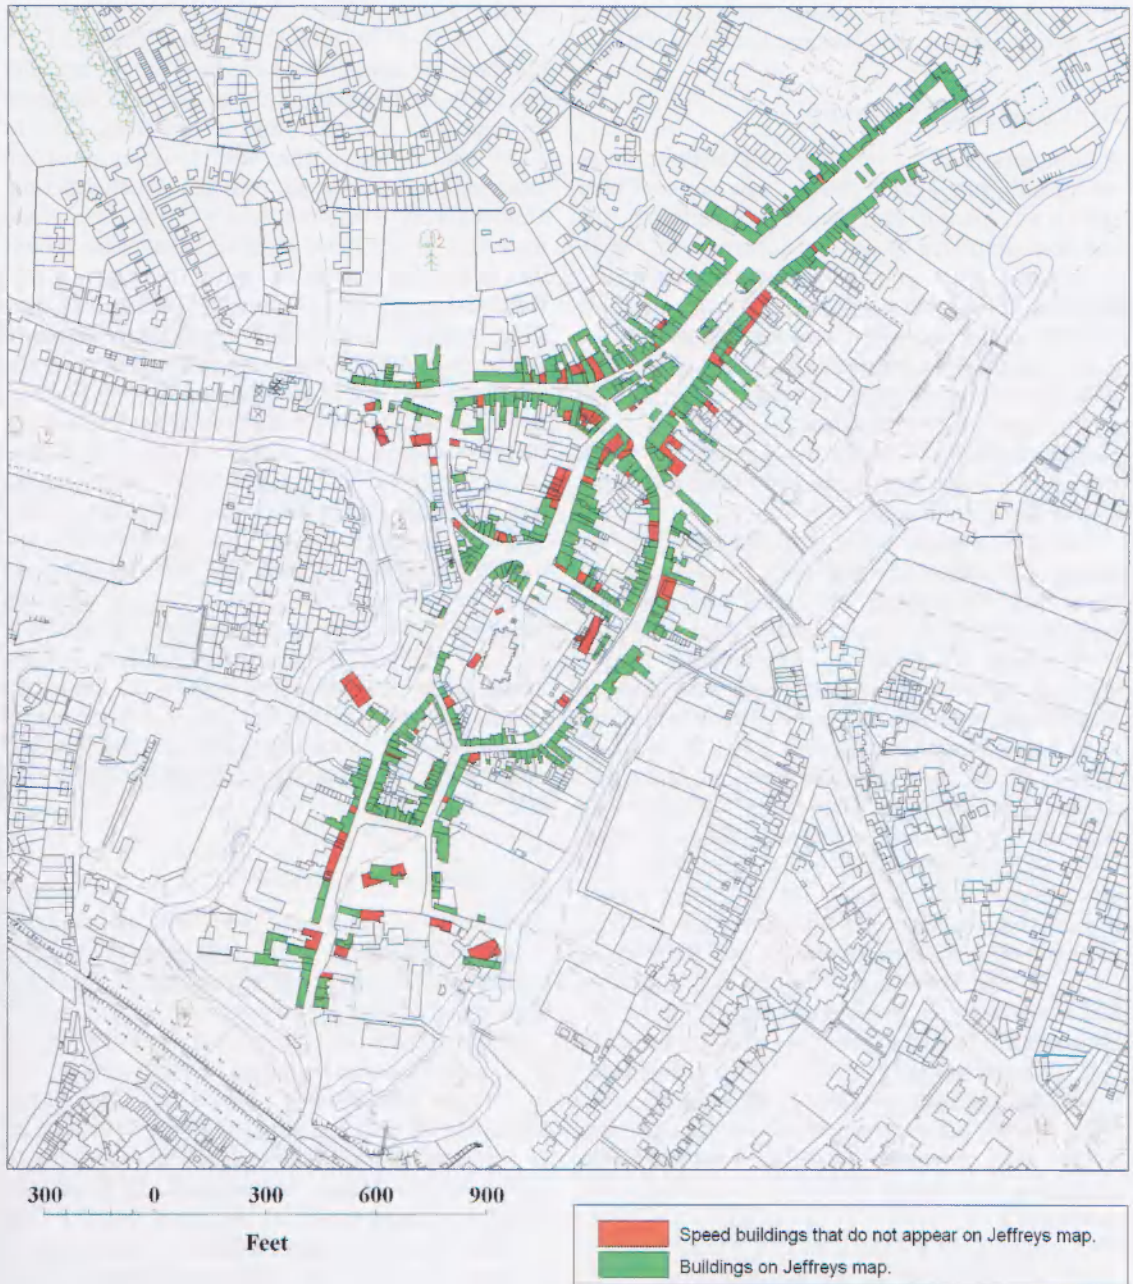 300 0 300 600 900
Feet
Speed buildings that do not appear on Jeffreys map.
Buildings on Jeffreys map.